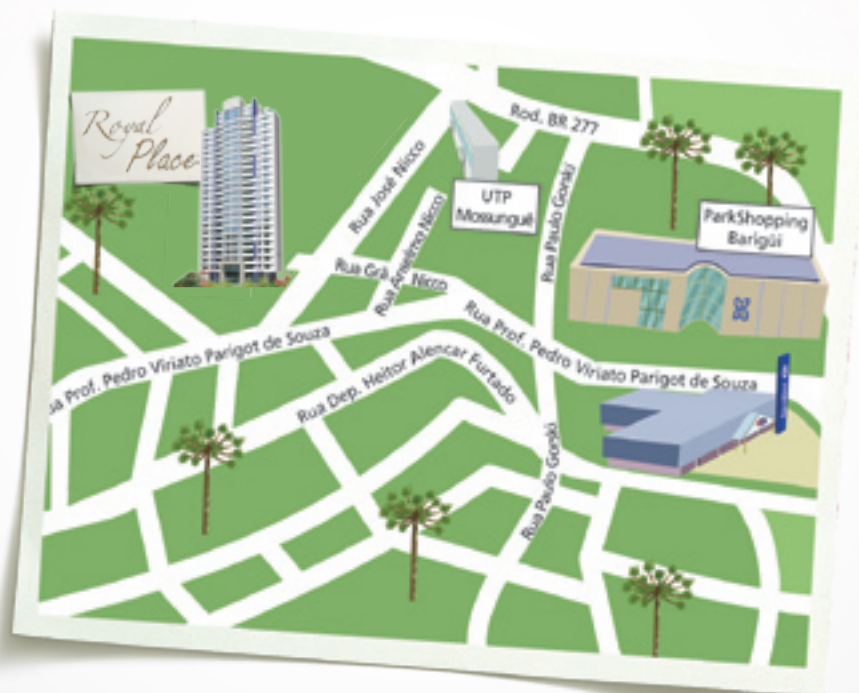 Royal
Place
Rod. BR 277
UTP
Mossunguê
Rua José Nicco
Rua Anselmo Nicco
Rua Paulo Gorski
ParkShopping
Barigüi
Rua Grã Nicco
Rua Prof. Pedro Viriato Parigot de Souza
ua Prof. Pedro Viriato Parigot de Souza
Rua Dep. Heitor Alencar Furtado
Rua Paulo Gorski